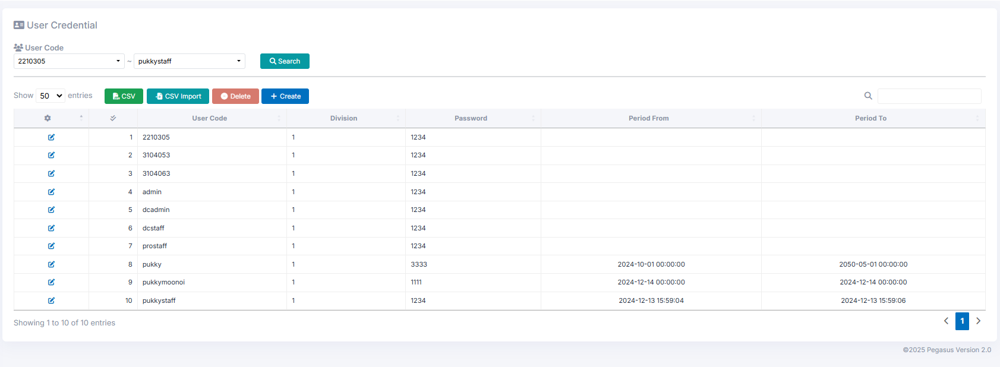 User Credential
User Code
2210305 ~ pukkystaff Search
Show 50 entries CSV CSV Import Delete Create
User Code Division Password Period From Period To
1 2210305 1 1234
2 3104053 1 1234
3 3104063 1 1234
4 admin 1 1234
5 dcadmin 1 1234
6 dcstaff 1 1234
7 prostaff 1 1234
8 pukky 1 3333 2024-10-01 00:00:00 2050-05-01 00:00:00
9 pukkymoonoi 1 1111 2024-12-14 00:00:00 2024-12-14 00:00:00
10 pukkystaff 1 1234 2024-12-13 15:59:04 2024-12-13 15:59:06
Showing 1 to 10 of 10 entries 1
©2025 Pegasus Version 2.0